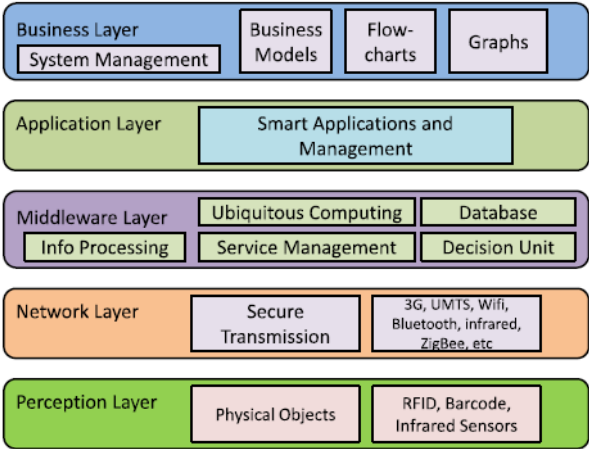 Business Layer
System Management
Business
Models
Flow-
charts
Graphs
Application Layer
Smart Applications and
Management
Middleware Layer
Ubiquitous Computing
Database
Info Processing
Service Management
Decision Unit
Network Layer
Secure
Transmission
3G, UMTS, Wifi,
Bluetooth, infrared,
ZigBee, etc
Perception Layer
Physical Objects
RFID, Barcode,
Infrared Sensors